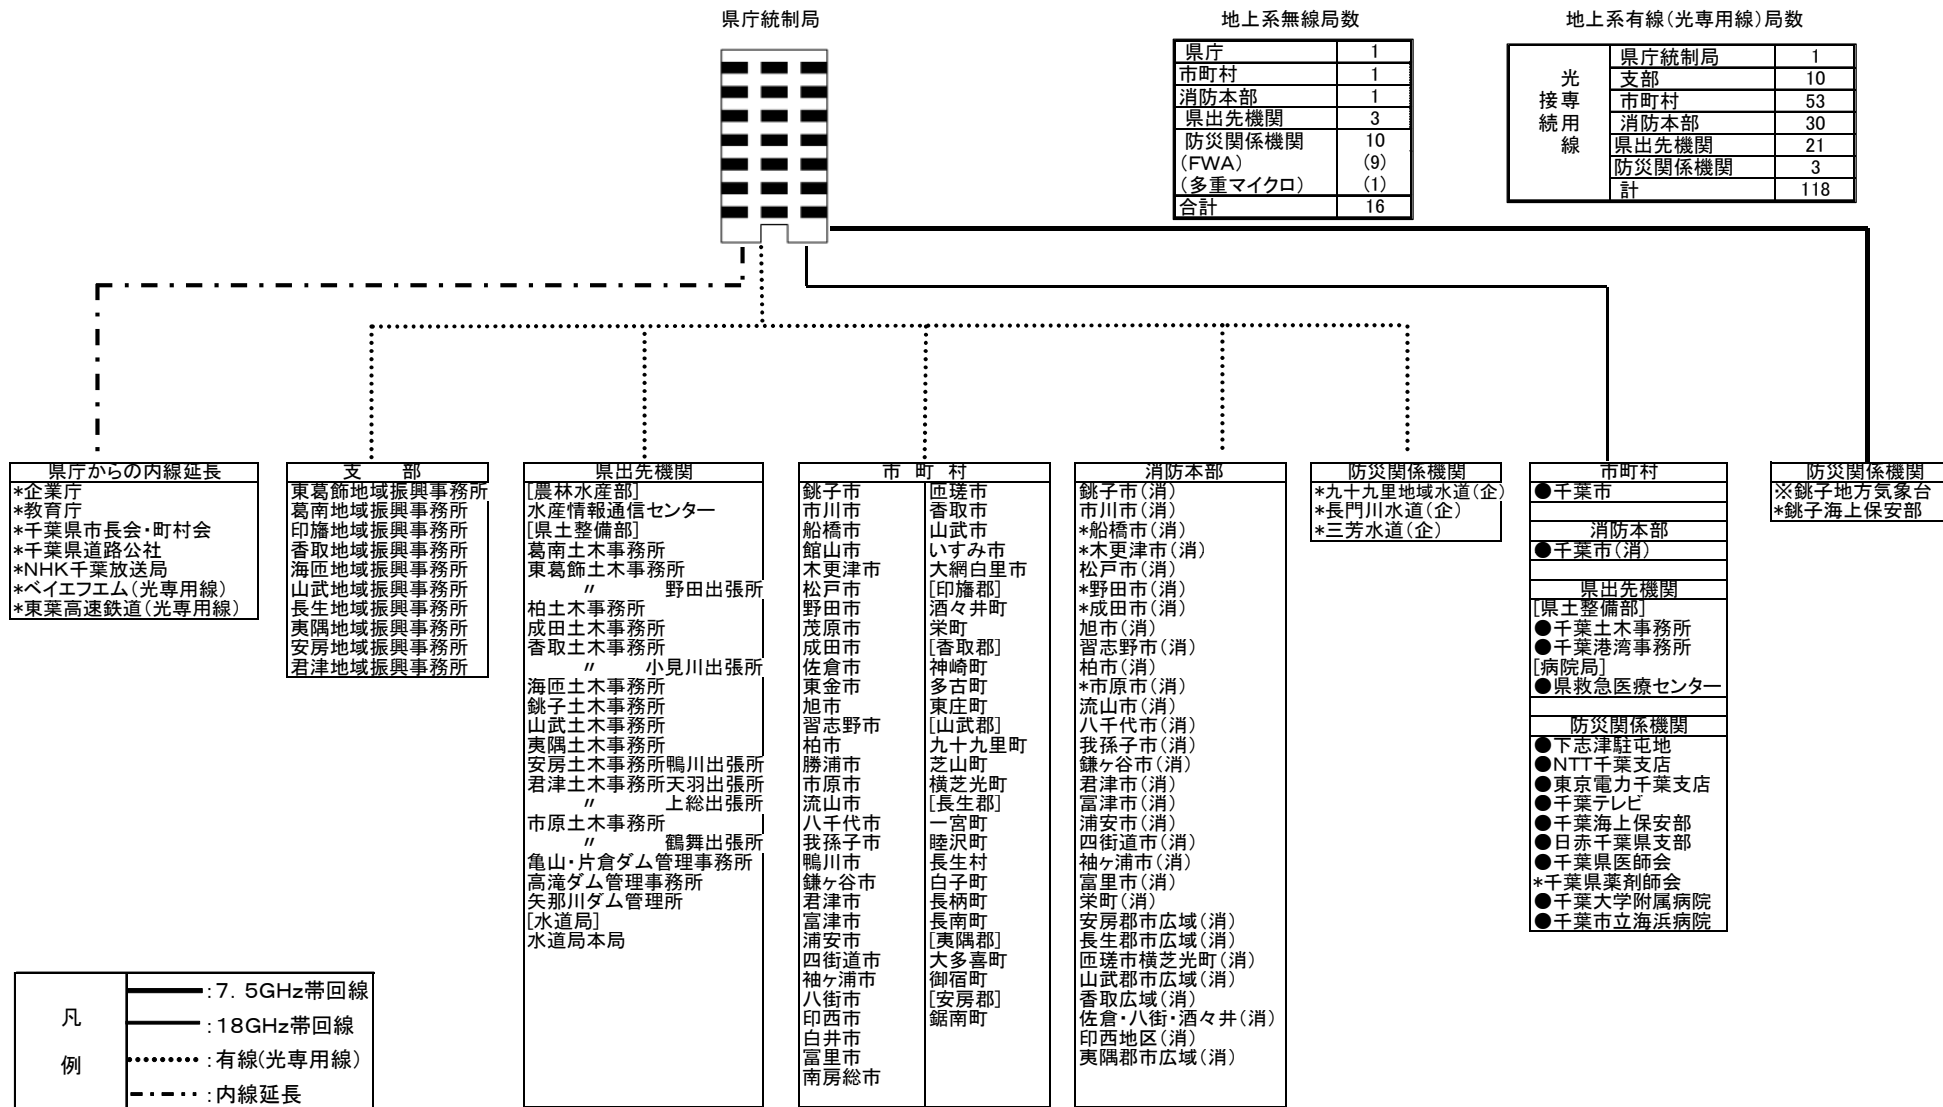 県庁統制局
地上系無線局数
県庁 1
市町村 1
消防本部 1
県出先機関 3
防災関係機関 10
(FWA) (9)
(多重マイクロ) (1)
合計 16
地上系有線(光専用線)局数
光専用線接続
県庁統制局 1
支部 10
市町村 53
消防本部 30
県出先機関 21
防災関係機関 3
計 118
県庁からの内線延長
*企業庁
*教育庁
*千葉県市長会・町村会
*千葉県道路公社
*NHK千葉放送局
*ベイエフエム(光専用線)
*東葉高速鉄道(光専用線)
支 部
東葛飾地域振興事務所
葛南地域振興事務所
印旛地域振興事務所
香取地域振興事務所
海匝地域振興事務所
山武地域振興事務所
長生地域振興事務所
夷隅地域振興事務所
安房地域振興事務所
君津地域振興事務所
県出先機関
[農林水産部]
水産情報通信センター
[県土整備部]
葛南土木事務所
東葛飾土木事務所
〃 野田出張所
柏土木事務所
成田土木事務所
香取土木事務所
〃 小見川出張所
海匝土木事務所
銚子土木事務所
山武土木事務所
夷隅土木事務所
安房土木事務所鴨川出張所
君津土木事務所天羽出張所
〃 上総出張所
市原土木事務所
〃 鶴舞出張所
亀山・片倉ダム管理事務所
高滝ダム管理事務所
矢那川ダム管理所
[水道局]
水道局本局
市 町 村
銚子市
市川市
船橋市
館山市
木更津市
松戸市
野田市
茂原市
成田市
佐倉市
東金市
旭市
習志野市
柏市
勝浦市
市原市
流山市
八千代市
我孫子市
鴨川市
鎌ヶ谷市
君津市
富津市
浦安市
四街道市
袖ヶ浦市
八街市
印西市
白井市
富里市
南房総市
匝瑳市
香取市
山武市
いすみ市
大網白里市
[印旛郡]
酒々井町
栄町
[香取郡]
神崎町
多古町
東庄町
[山武郡]
九十九里町
芝山町
横芝光町
[長生郡]
一宮町
睦沢町
長生村
白子町
長柄町
長南町
[夷隅郡]
大多喜町
御宿町
[安房郡]
鋸南町
消防本部
銚子市(消)
市川市(消)
*船橋市(消)
*木更津市(消)
松戸市(消)
*野田市(消)
*成田市(消)
旭市(消)
習志野市(消)
柏市(消)
*市原市(消)
流山市(消)
八千代市(消)
我孫子市(消)
鎌ヶ谷市(消)
君津市(消)
富津市(消)
浦安市(消)
四街道市(消)
袖ヶ浦市(消)
富里市(消)
栄町(消)
安房郡市広域(消)
長生郡市広域(消)
匝瑳市横芝光町(消)
山武郡市広域(消)
香取広域(消)
佐倉・八街・酒々井(消)
印西地区(消)
夷隅郡市広域(消)
防災関係機関
*九十九里地域水道(企)
*長門川水道(企)
*三芳水道(企)
市町村
●千葉市
消防本部
●千葉市(消)
県出先機関
[県土整備部]
●千葉土木事務所
●千葉港湾事務所
[病院局]
●県救急医療センター
防災関係機関
●下志津駐屯地
●NTT千葉支店
●東京電力千葉支店
●千葉テレビ
●千葉海上保安部
●日赤千葉県支部
●千葉県医師会
*千葉県薬剤師会
●千葉大学附属病院
●千葉市立海浜病院
防災関係機関
※銚子地方気象台
*銚子海上保安部
凡例
:7.5GHz帯回線
:18GHz帯回線
:有線(光専用線)
:内線延長